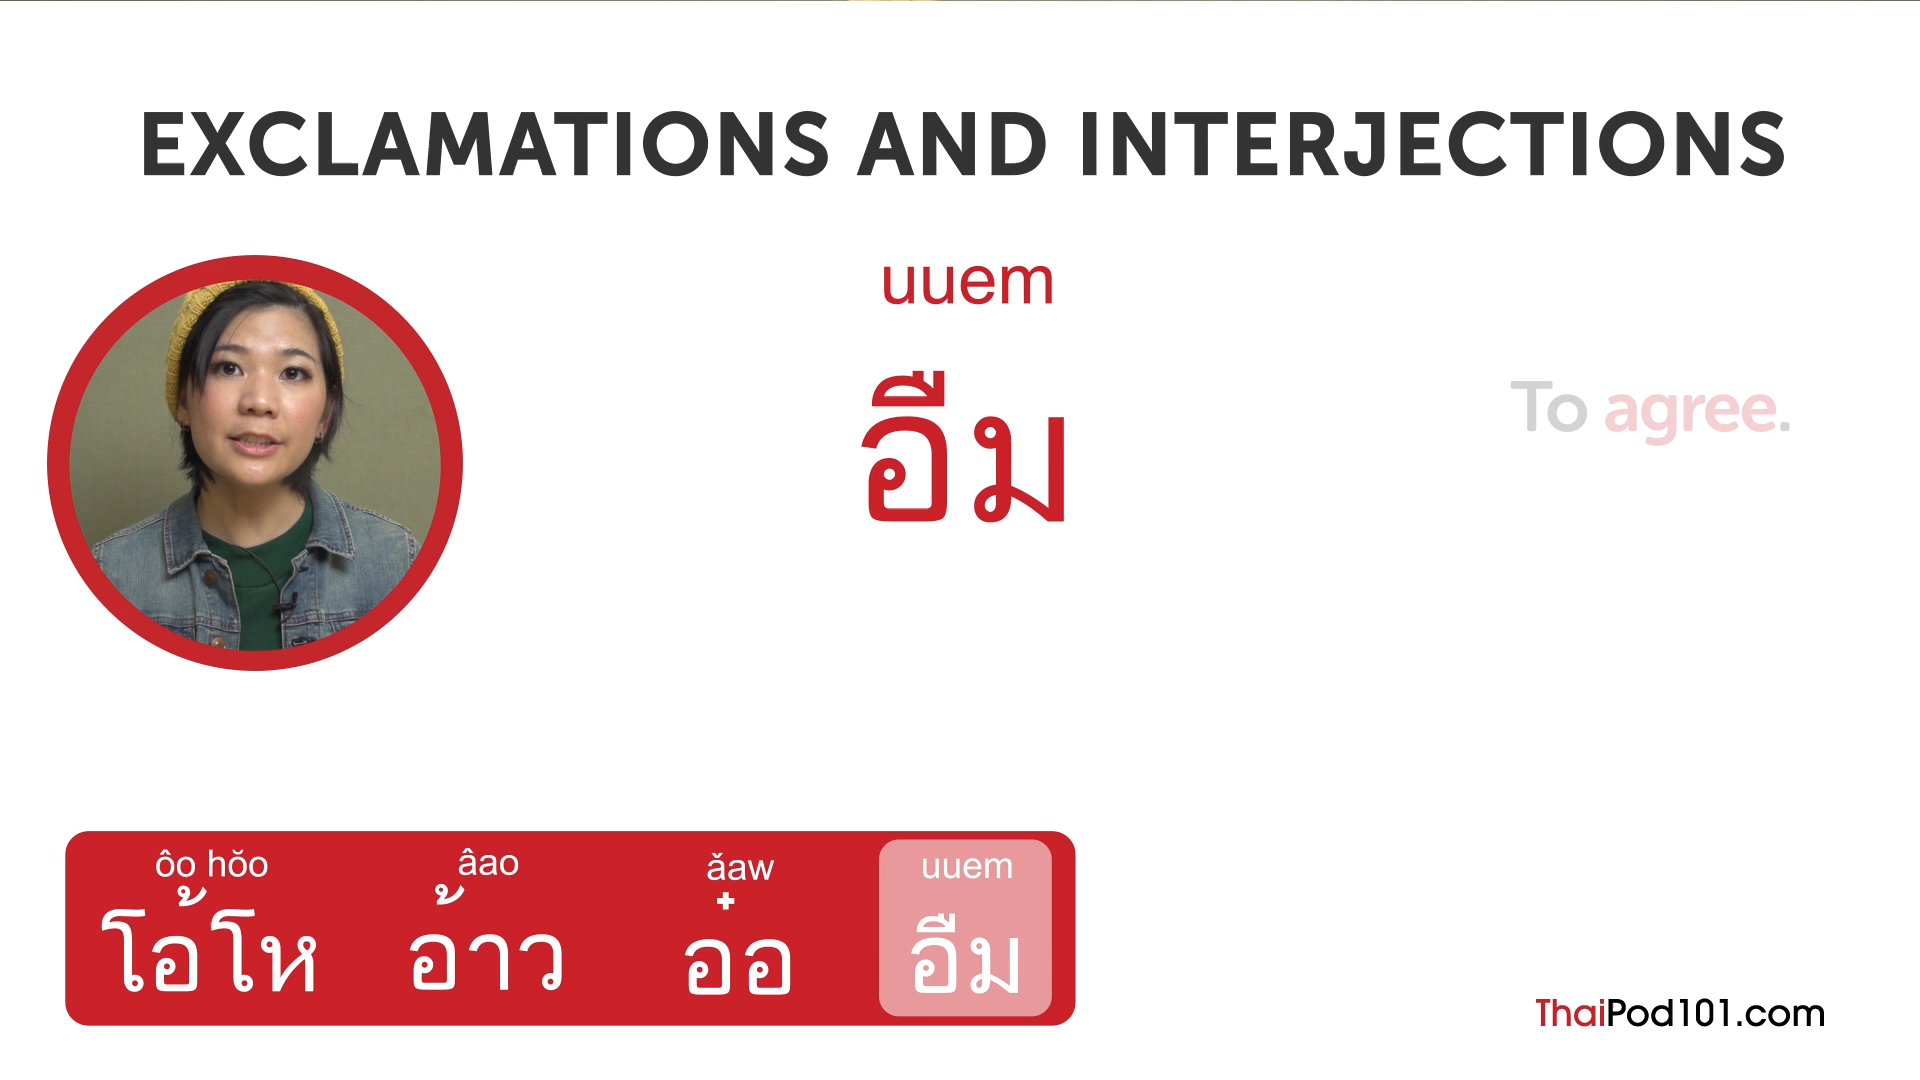 EXCLAMATIONS AND INTERJECTIONS
uuem
อืม
To agree.
ôo hŏo âao ǎaw uuem
โอ้โห อ้าว อ๋อ อืม
ThaiPod101.com